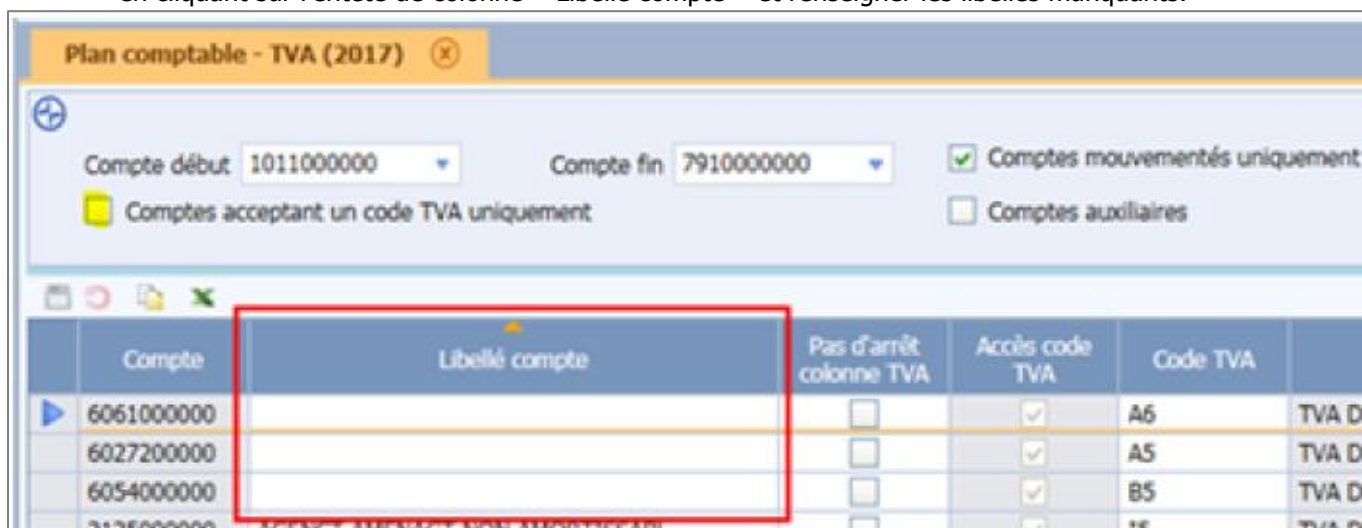 en cliquant sur l'entête de colonne « Libellé compte » et renseigner les libellés manquants.
Plan comptable - TVA (2017)
Compte début 1011000000 Compte fin 7910000000 Comptes mouvementés uniquement
Comptes acceptant un code TVA uniquement Comptes auxiliaires
Compte Libellé compte Pas d'arrêt colonne TVA Accès code TVA Code TVA
6061000000 A6 TVA D
6027200000 A5 TVA D
6054000000 B5 TVA D